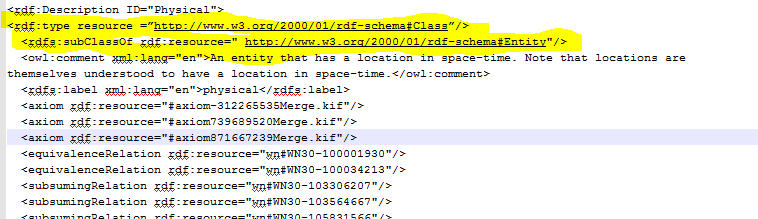 <rdf:Description ID="Physical">
<rdf:type resource ="http://www.w3.org/2000/01/rdf-schema#Class"/>
<rdfs:subClassOf rdf:resource=" http://www.w3.org/2000/01/rdf-schema#Entity"/>
<owl:comment xml:lang="en">An entity that has a location in space-time. Note that locations are
themselves understood to have a location in space-time.</owl:comment>
<rdfs:label xml:lang="en">physical</rdfs:label>
<axiom rdf:resource="#axiom-312265535Merge.kif"/>
<axiom rdf:resource="#axiom739689520Merge.kif"/>
<axiom rdf:resource="#axiom871667239Merge.kif"/>
<equivalenceRelation rdf:resource="wn#WN30-100001930"/>
<equivalenceRelation rdf:resource="wn#WN30-100034213"/>
<subsumingRelation rdf:resource="wn#WN30-103306207"/>
<subsumingRelation rdf:resource="wn#WN30-103564667"/>
<subsumingRelation rdf:resource="wn#WN30-105831566"/>